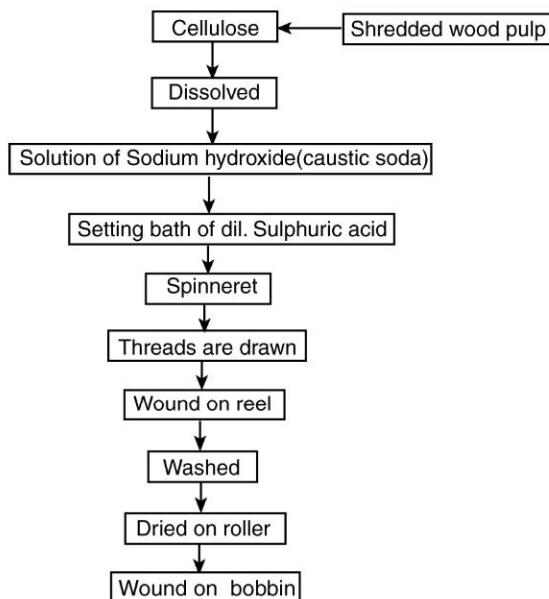 Cellulose
Shredded wood pulp
Dissolved
Solution of Sodium hydroxide(caustic soda)
Setting bath of dil. Sulphuric acid
Spinneret
Threads are drawn
Wound on reel
Washed
Dried on roller
Wound on bobbin